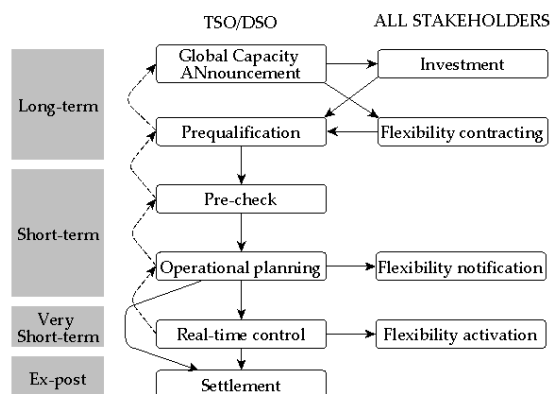 TSO/DSO
ALL STAKEHOLDERS
Long-term
Global Capacity
ANnouncement
Investment
Prequalification
Flexibility contracting
Short-term
Pre-check
Operational planning
Flexibility notification
Very
Short-term
Real-time control
Flexibility activation
Ex-post
Settlement